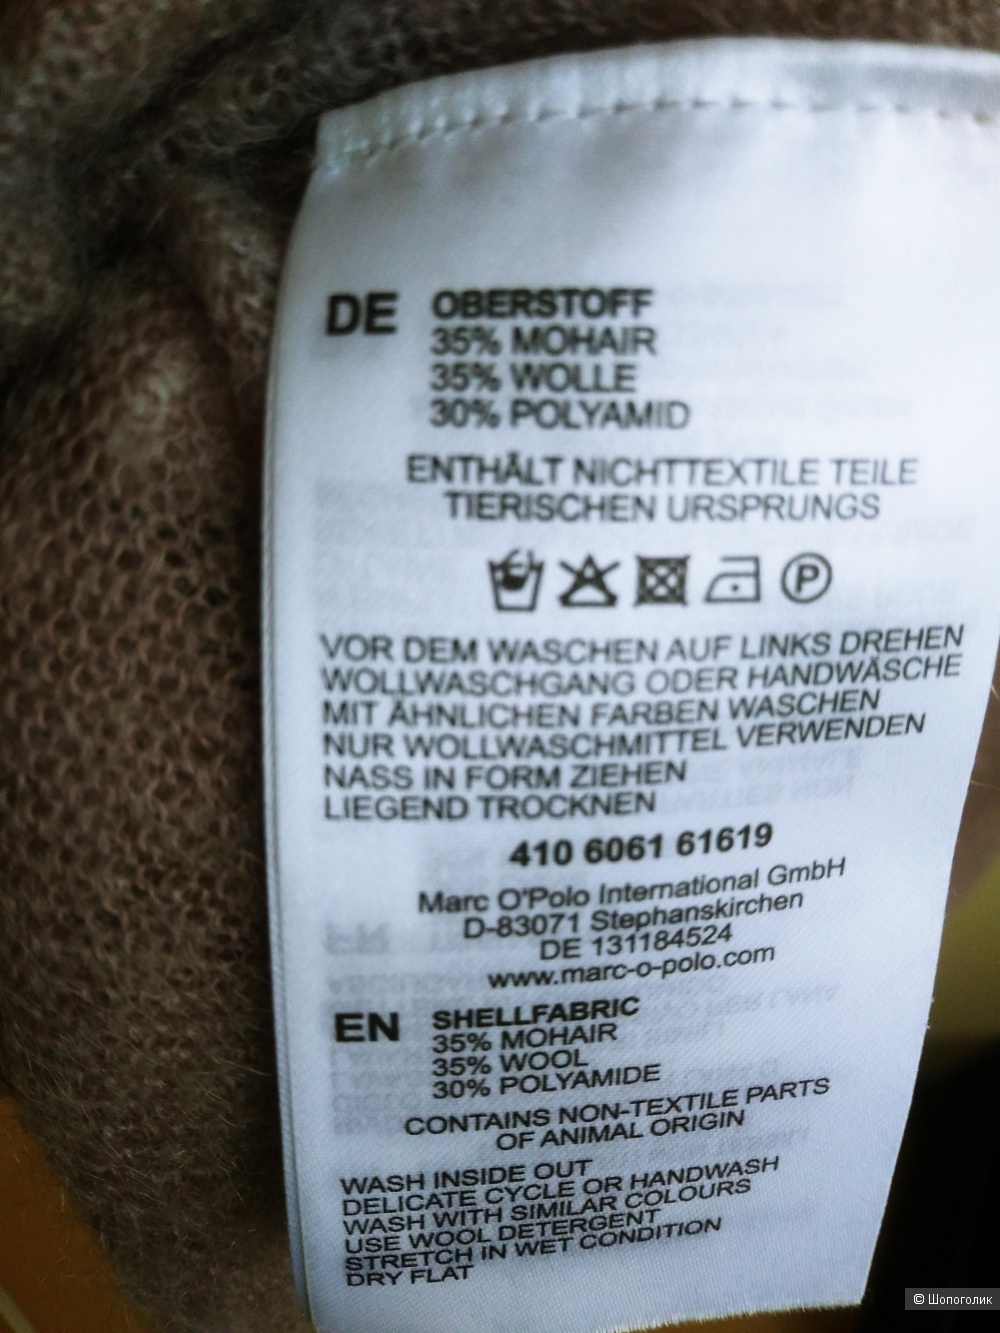 DE OBERSTOFF
35% MOHAIR
35% WOLLE
30% POLYAMID
ENTHÄLT NICHTTEXTILE TEILE
TIERISCHEN URSPRUNGS
P
VOR DEM WASCHEN AUF LINKS DREHEN
WOLLWASCHGANG ODER HANDWÄSCHE
MIT ÄHNLICHEN FARBEN WASCHEN
NUR WOLLWASCHMITTEL VERWENDEN
NASS IN FORM ZIEHEN
LIEGEND TROCKNEN
410 6061 61619
Marc O'Polo International GmbH
D-83071 Stephanskirchen
DE 131184524
www.marc-o-polo.com
EN SHELLFABRIC
35% MOHAIR
35% WOOL
30% POLYAMIDE
CONTAINS NON-TEXTILE PARTS
OF ANIMAL ORIGIN
WASH INSIDE OUT
DELICATE CYCLE OR HANDWASH
WASH WITH SIMILAR COLOURS
USE WOOL DETERGENT
STRETCH IN WET CONDITION
DRY FLAT
© Шопоголик